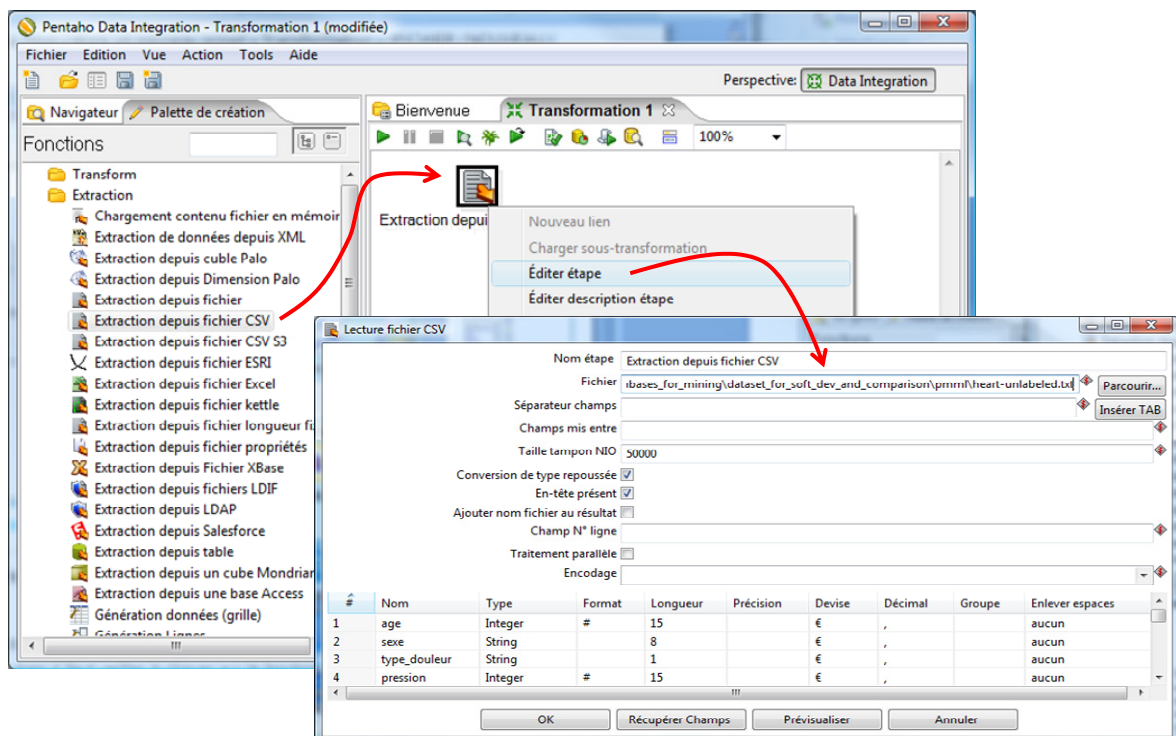 Pentaho Data Integration - Transformation 1 (modifiée)
Fichier Edition Vue Action Tools Aide
Perspective: Data Integration
Navigateur Palette de création
Bienvenue Transformation 1
Fonctions
100%
Transform
Extraction
Chargement contenu fichier en mémoir
Extraction de données depuis XML
Extraction depuis cuble Palo
Extraction depuis Dimension Palo
Extraction depuis fichier
Extraction depuis fichier CSV
Extraction depuis fichier CSV S3
Extraction depuis fichier ESRI
Extraction depuis fichier Excel
Extraction depuis fichier kettle
Extraction depuis fichier longueur fi
Extraction depuis fichier propriétés
Extraction depuis Fichier XBase
Extraction depuis fichiers LDIF
Extraction depuis LDAP
Extraction depuis Salesforce
Extraction depuis table
Extraction depuis un cube Mondrian
Extraction depuis une base Access
Génération données (grille)
Génération Lignes
Extraction depui
Nouveau lien
Charger sous-transformation
Éditer étape
Éditer description étape
Lecture fichier CSV
Nom étape Extraction depuis fichier CSV
Fichier ıbases_for_mining\dataset_for_soft_dev_and_comparison\pmml\heart-unlabeled.txt Parcourir...
Séparateur champs Insérer TAB
Champs mis entre
Taille tampon NIO 50000
Conversion de type repoussée
En-tête présent
Ajouter nom fichier au résultat
Champ N° ligne
Traitement parallèle
Encodage
# Nom Type Format Longueur Précision Devise Décimal Groupe Enlever espaces
1 age Integer # 15 € , aucun
2 sexe String 8 € , aucun
3 type_douleur String 1 € , aucun
4 pression Integer # 15 € , aucun
OK Récupérer Champs Prévisualiser Annuler